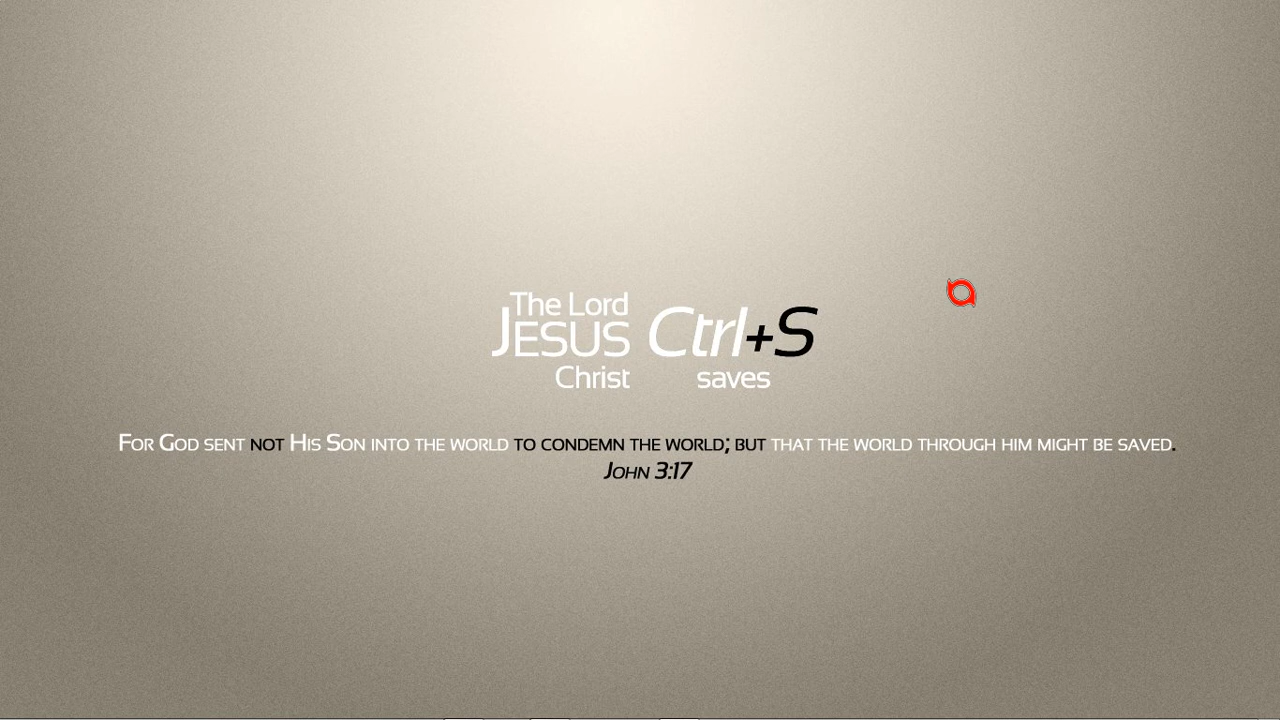 The Lord
JESUS Ctrl+S
Christ saves
FOR GOD SENT NOT HIS SON INTO THE WORLD TO CONDEMN THE WORLD; BUT THAT THE WORLD THROUGH HIM MIGHT BE SAVED.
JOHN 3:17